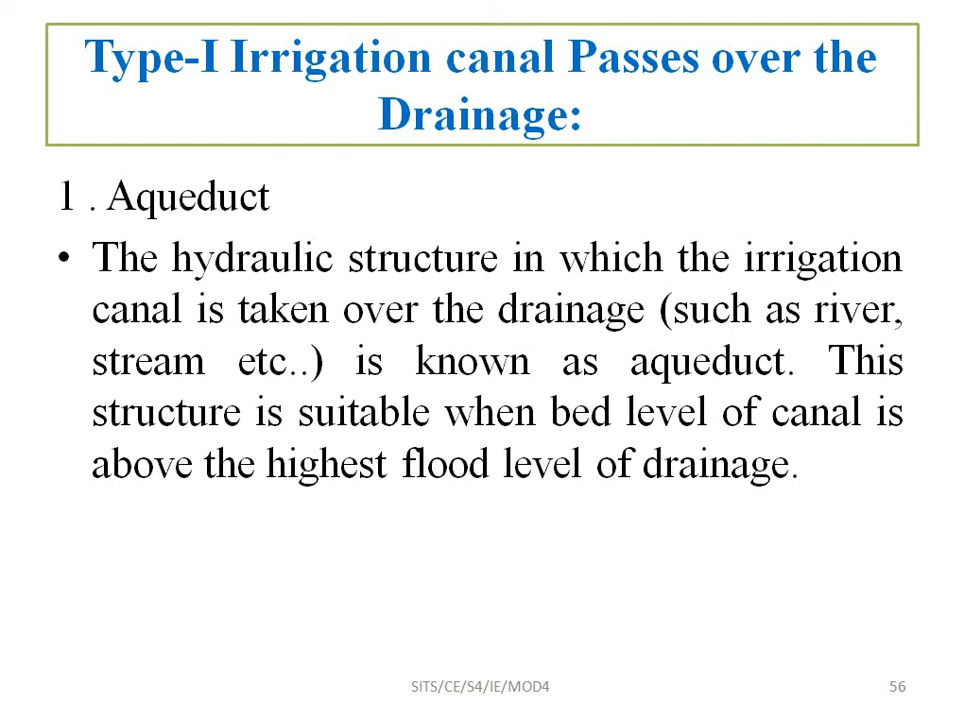 Type-I Irrigation canal Passes over the
Drainage:
1 . Aqueduct
• The hydraulic structure in which the irrigation
canal is taken over the drainage (such as river,
stream etc..) is known as aqueduct. This
structure is suitable when bed level of canal is
above the highest flood level of drainage.
SITS/CE/S4/IE/MOD4
56